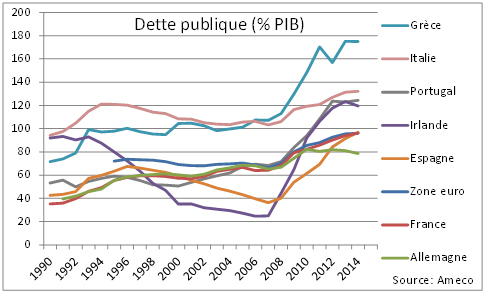 Dette publique (% PIB)
200
180
160
140
120
100
80
60
40
20
0
1990
1992
1994
1996
1998
2000
2002
2004
2006
2008
2010
2012
2014
Grèce
Italie
Portugal
Irlande
Espagne
Zone euro
France
Allemagne
Source: Ameco